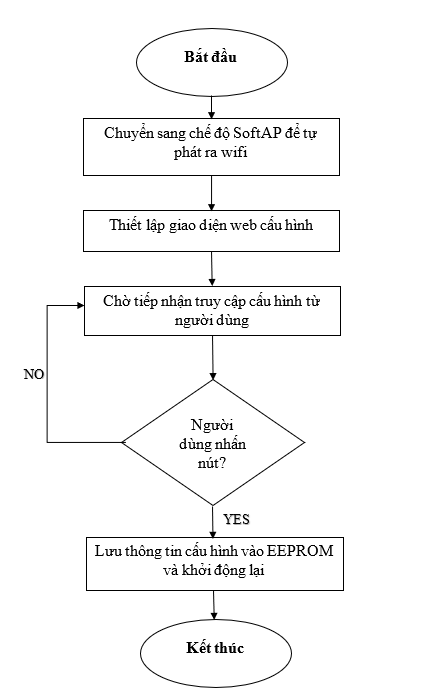 Bắt đầu
Chuyển sang chế độ SoftAP để tự
phát ra wifi
Thiết lập giao diện web cấu hình
Chờ tiếp nhận truy cập cấu hình từ
người dùng
NO
Người
dùng nhấn
nút?
YES
Lưu thông tin cấu hình vào EEPROM
và khởi động lại
Kết thúc